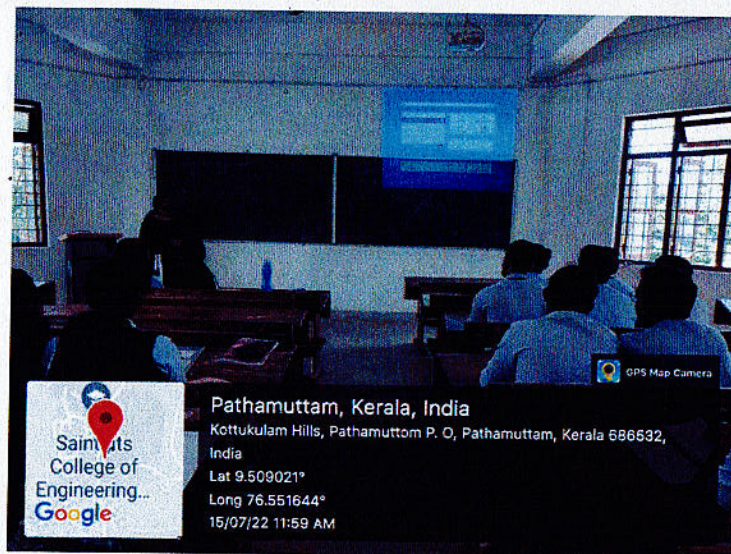 GPS Map Camera
Pathamuttam, Kerala, India
Kottukulam Hills, Pathamuttom P. O, Pathamuttam, Kerala 686532,
India
Lat 9.509021°
Long 76.551644°
15/07/22 11:59 AM
College of
Engineering...
Google